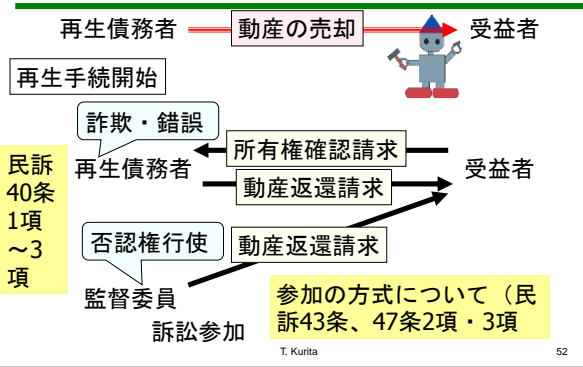 再生債務者
動産の売却
受益者
再生手続開始
詐欺・錯誤
所有権確認請求
民訴
40条
1項
~3
項
再生債務者
受益者
動産返還請求
否認権行使
動産返還請求
監督委員
訴訟参加
参加の方式について(民
訴43条、47条2項・3項
T. Kurita
52